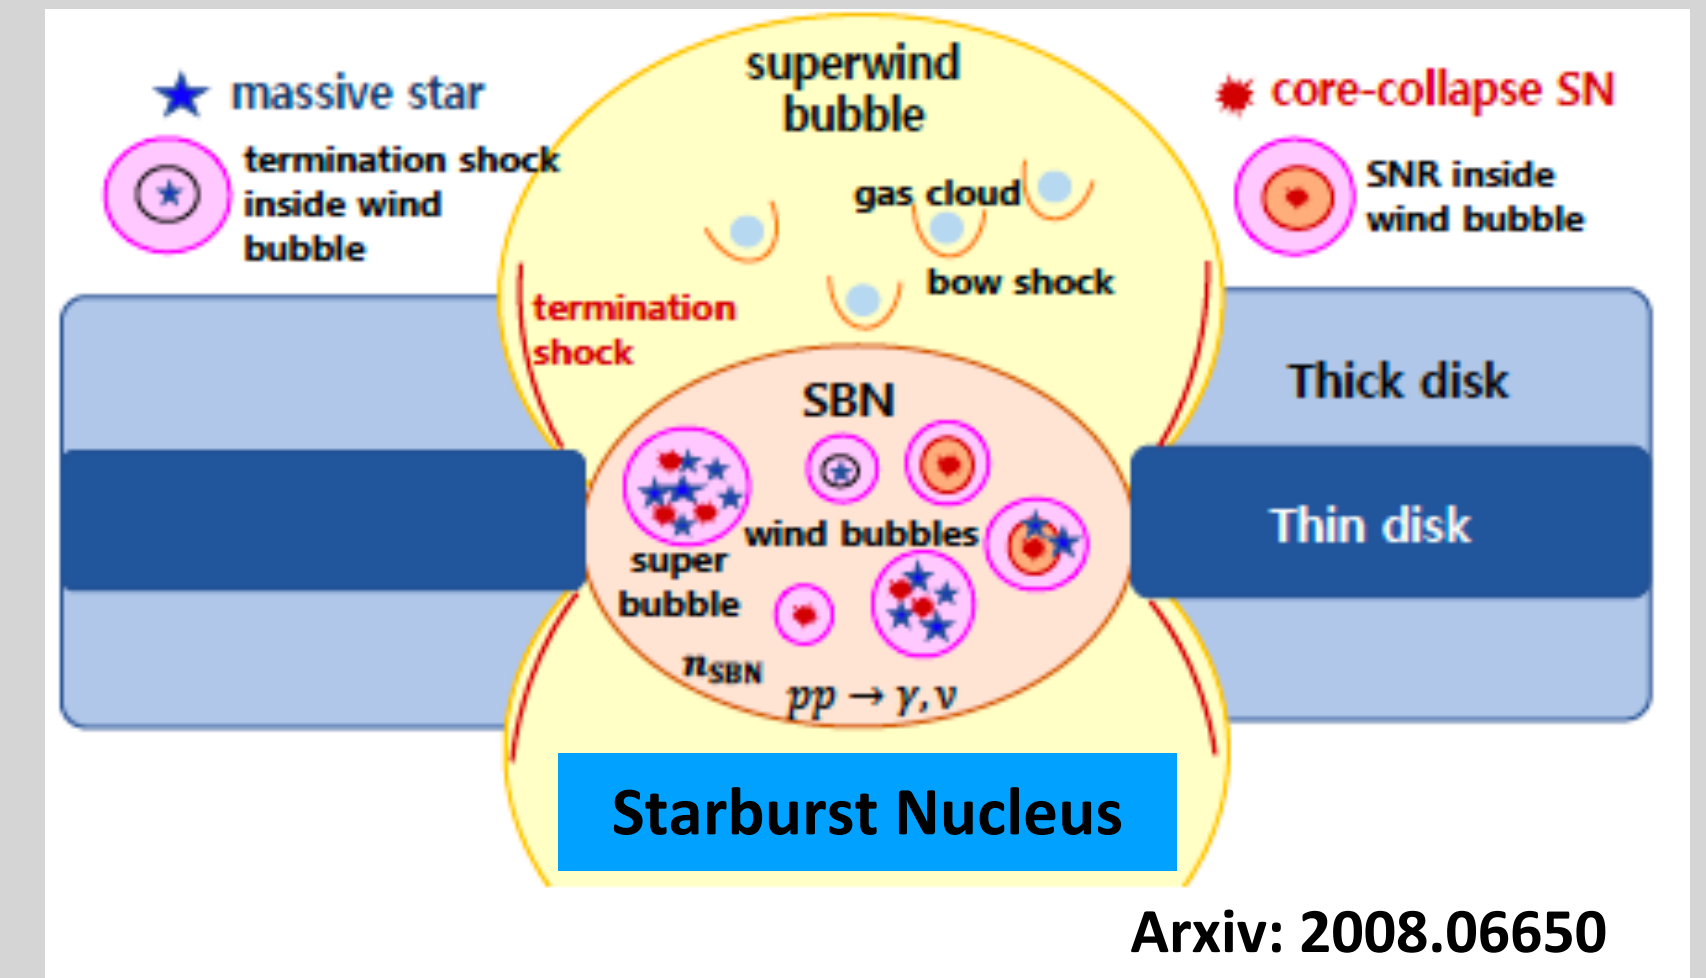 superwind
bubble
massive star
core-collapse SN
termination shock
inside wind
bubble
gas cloud
SNR inside
wind bubble
bow shock
termination
shock
Thick disk
SBN
wind bubbles
super
bubble
Thin disk
nSBN
pp → γ, ν
Starburst Nucleus
Arxiv: 2008.06650